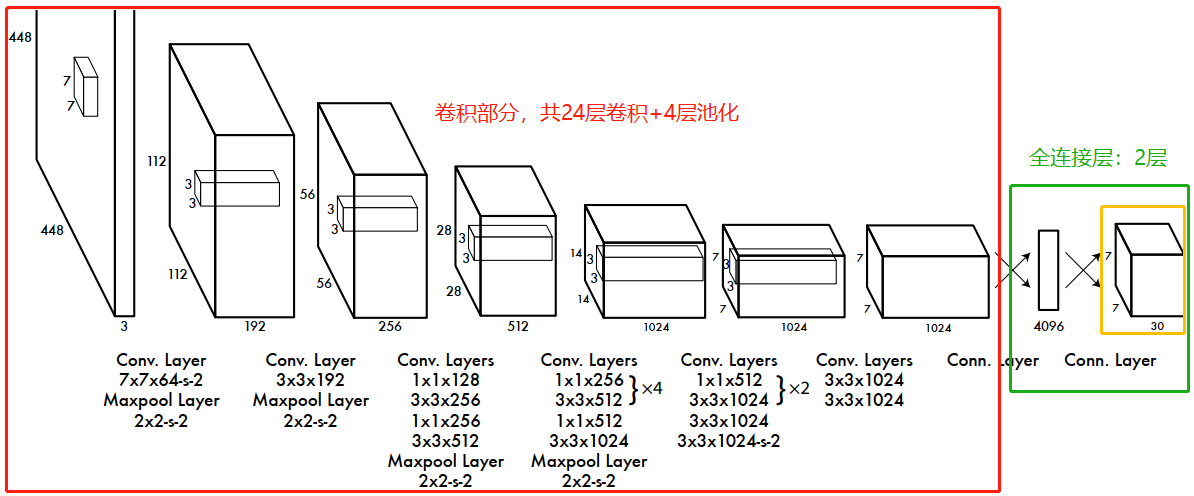 448
7
7
448
3
112
3
3
112
192
56
3
3
56
256
28
3
3
28
512
14
3
3
14
1024
7
3
3
7
1024
7
7
1024
4096
7
7
30
卷积部分，共24层卷积+4层池化
全连接层：2层
Conv. Layer
7x7x64-s-2
Maxpool Layer
2x2-s-2
Conv. Layer
3x3x192
Maxpool Layer
2x2-s-2
Conv. Layers
1x1x128
3x3x256
1x1x256
3x3x512
Maxpool Layer
2x2-s-2
Conv. Layers
1x1x256
3x3x512
}×4
1x1x512
3x3x1024
Maxpool Layer
2x2-s-2
Conv. Layers
1x1x512
3x3x1024
}×2
3x3x1024
3x3x1024-s-2
Conv. Layers
3x3x1024
3x3x1024
Conn. Layer
Conn. Layer